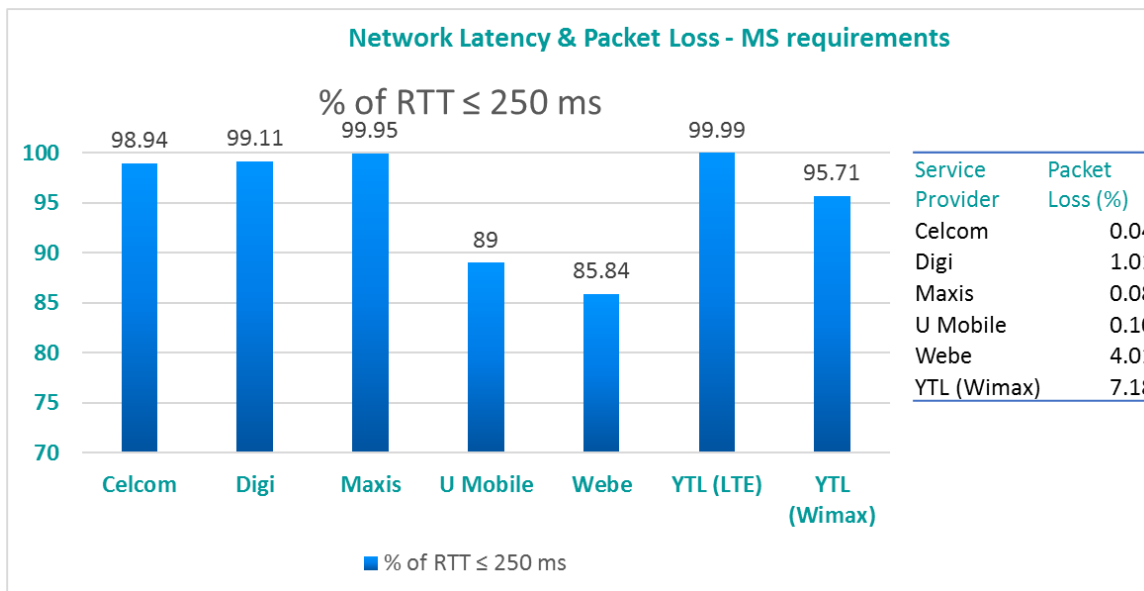 Network Latency & Packet Loss - MS requirements
% of RTT ≤ 250 ms
98.94
99.11
99.95
89
85.84
99.99
95.71
100
95
90
85
80
75
70
Celcom
Digi
Maxis
U Mobile
Webe
YTL (LTE)
YTL
(Wimax)
% of RTT ≤ 250 ms
Service Packet
Provider Loss (%)
Celcom
Digi
Maxis
U Mobile
Webe
YTL (Wimax)